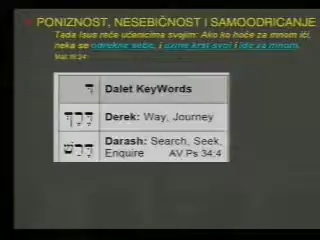 PONIZNOST, NESEBIČNOST I SAMOODRICANJE
Tada Isus reče učenicima svojim: Ako ko hoće za mnom ići,
neka se odrekne sebe, i uzme krst svoj i ide za mnom.
Mat 16:24
ד Dalet KeyWords
דָּרֶךְ Derek: Way, Journey
דָּרַשׁ Darash: Search, Seek,
Enquire AV Ps 34:4